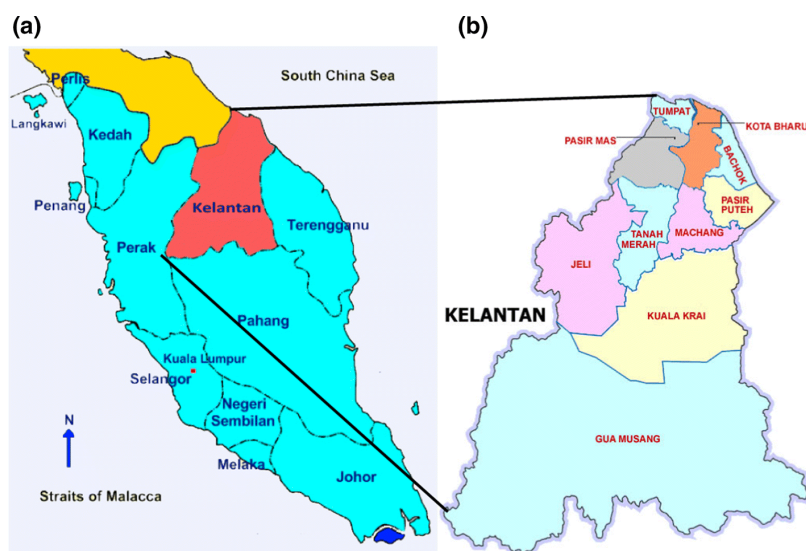 (a)
South China Sea
Perlis
Langkawi
Kedah
Penang
Kelantan
Terengganu
Perak
Pahang
Kuala Lumpur
Selangor
Negeri
Sembilan
N
Melaka
Johor
Straits of Malacca
(b)
TUMPAT
KOTA BHARU
PASIR MAS
BACHOK
PASIR
PUTEH
TANAH
MERAH
MACHANG
JELI
KELANTAN
KUALA KRAI
GUA MUSANG